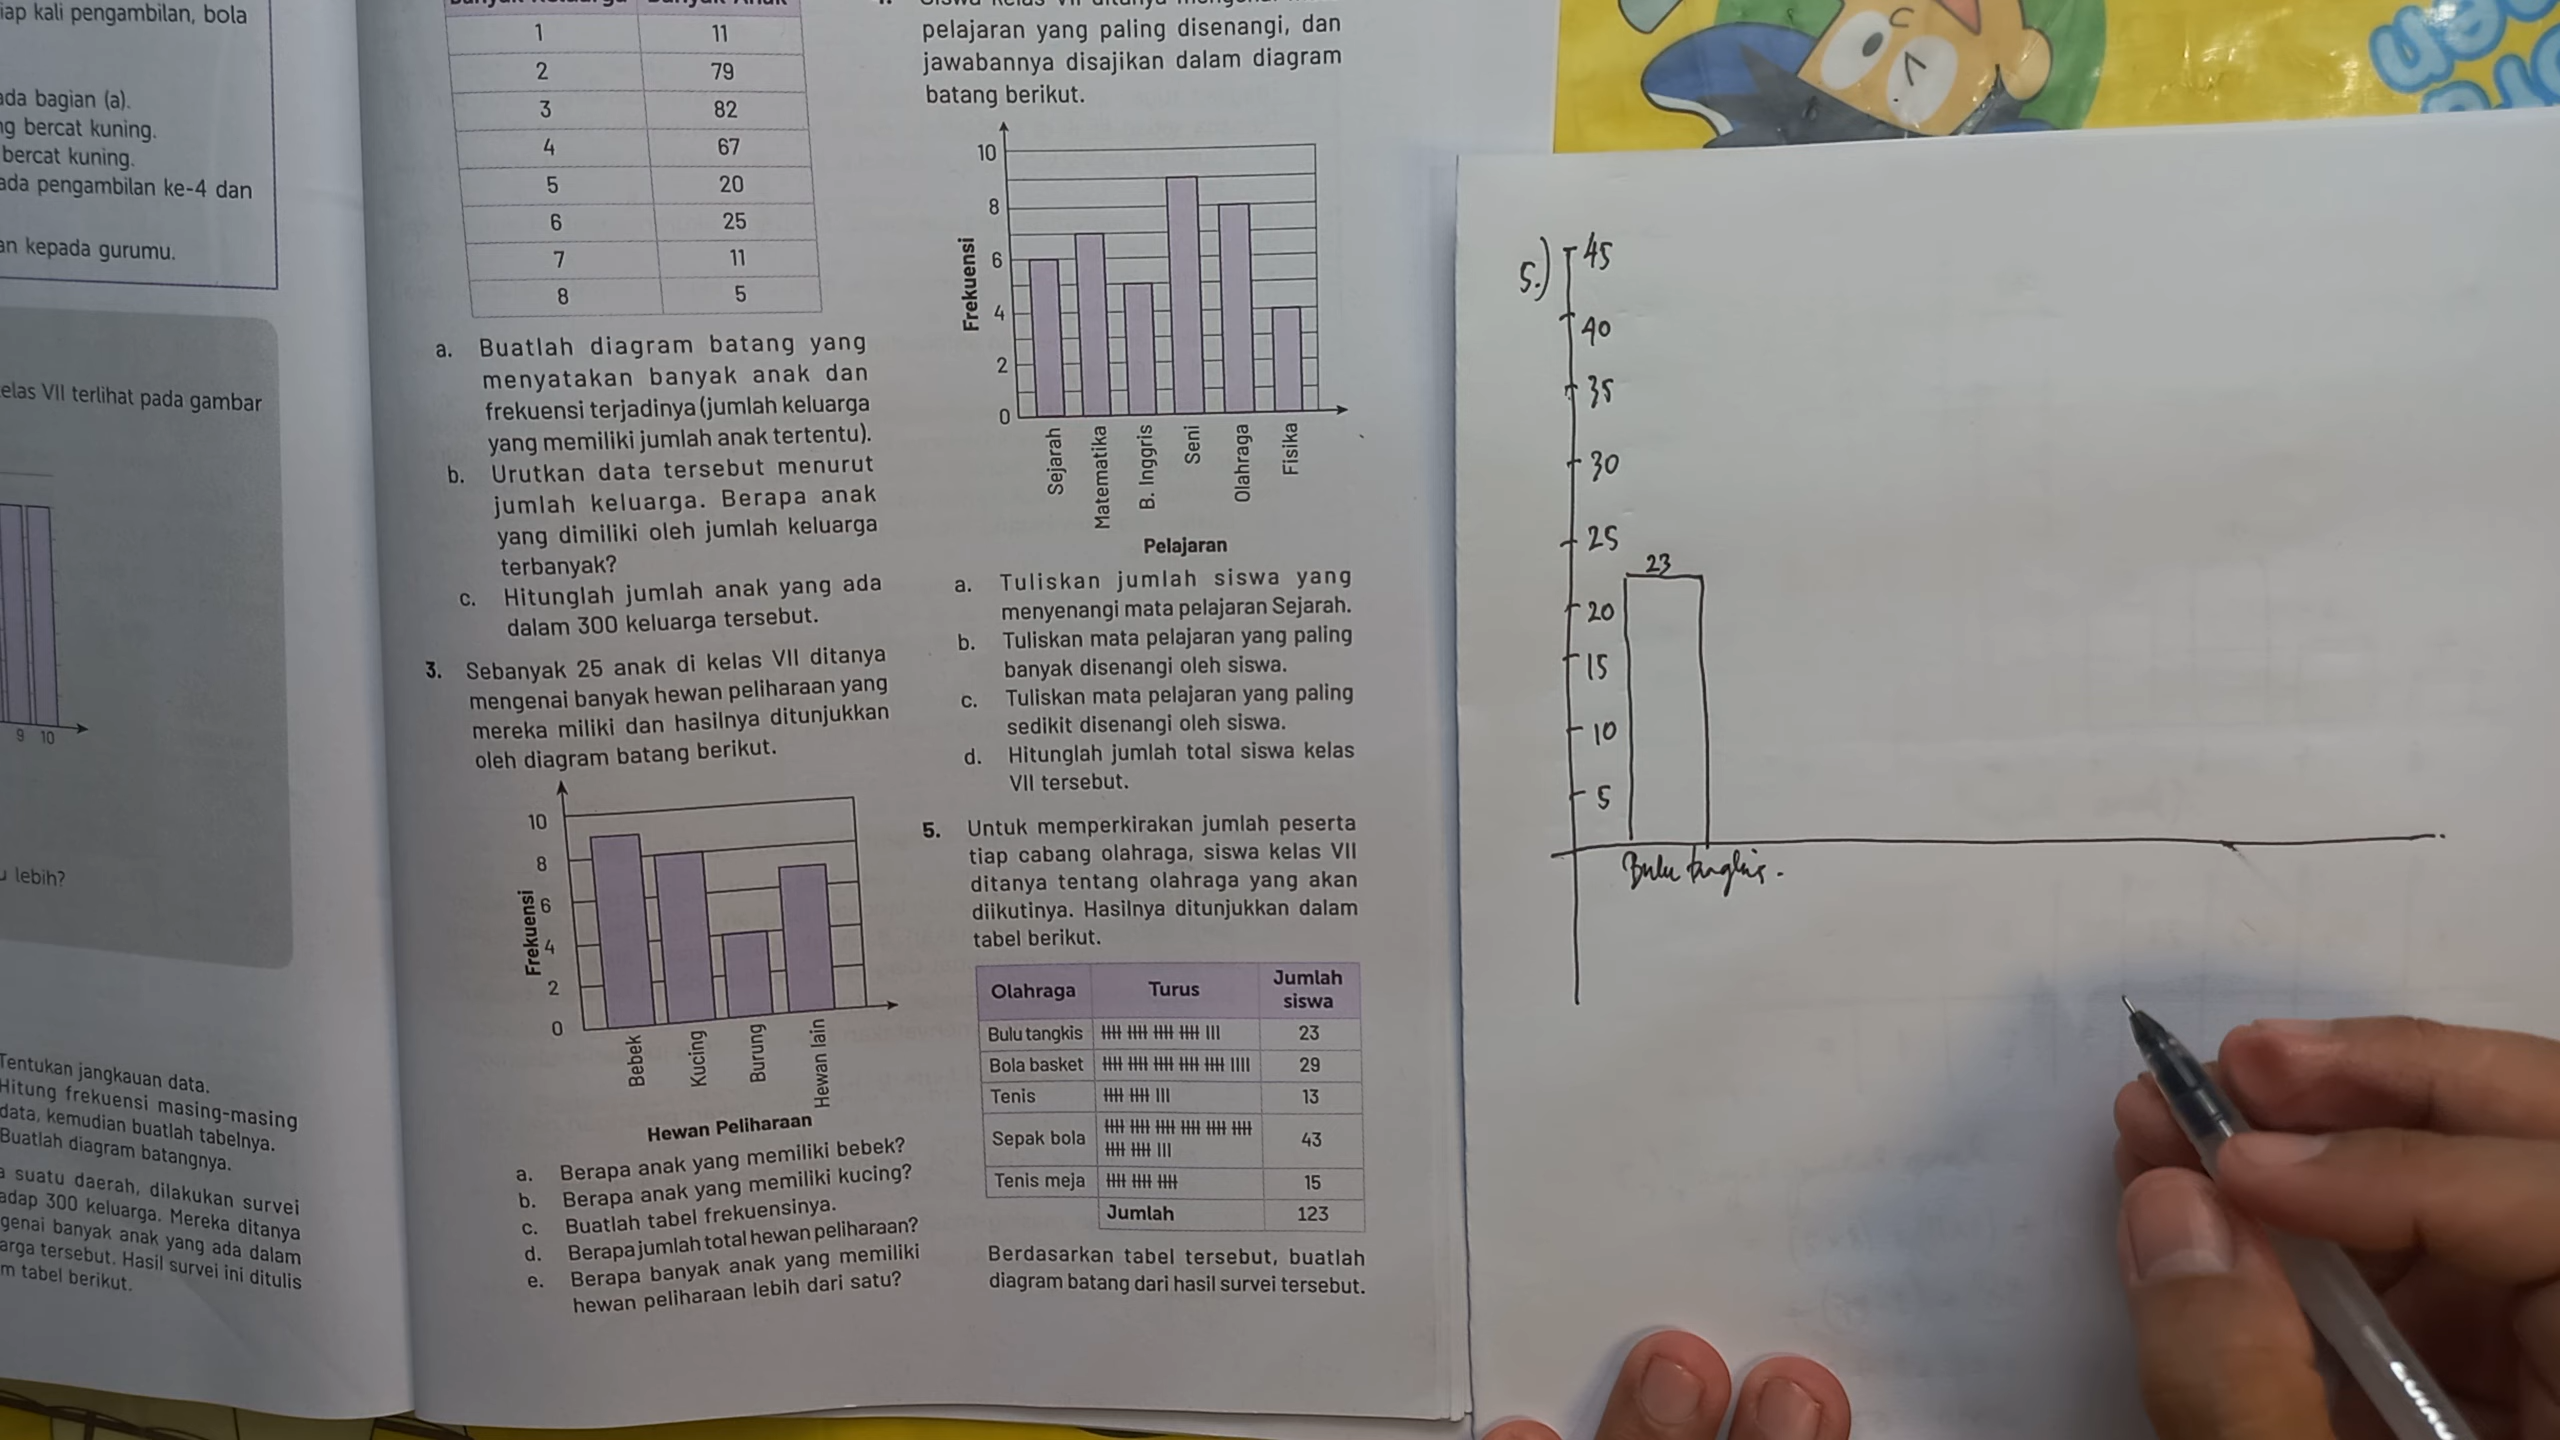 iap kali pengambilan, bola
ada bagian (a).
ng bercat kuning.
bercat kuning.
ada pengambilan ke-4 dan
an kepada gurumu.
elas VII terlihat pada gambar
9 10
lebih?
Tentukan jangkauan data.
Hitung frekuensi masing-masing
data, kemudian buatlah tabelnya.
Buatlah diagram batangnya.
a suatu daerah, dilakukan survei
adap 300 keluarga. Mereka ditanya
genai banyak anak yang ada dalam
arga tersebut. Hasil survei ini ditulis
m tabel berikut.
1 11
2 79
3 82
4 67
5 20
6 25
7 11
8 5
a. Buatlah diagram batang yang
menyatakan banyak anak dan
frekuensi terjadinya (jumlah keluarga
yang memiliki jumlah anak tertentu).
b. Urutkan data tersebut menurut
jumlah keluarga. Berapa anak
yang dimiliki oleh jumlah keluarga
terbanyak?
c. Hitunglah jumlah anak yang ada
dalam 300 keluarga tersebut.
3. Sebanyak 25 anak di kelas VII ditanya
mengenai banyak hewan peliharaan yang
mereka miliki dan hasilnya ditunjukkan
oleh diagram batang berikut.
Frekuensi
10
8
6
4
2
0
Bebek
Kucing
Burung
Hewan lain
Hewan Peliharaan
a. Berapa anak yang memiliki bebek?
b. Berapa anak yang memiliki kucing?
c. Buatlah tabel frekuensinya.
d. Berapa jumlah total hewan peliharaan?
e. Berapa banyak anak yang memiliki
hewan peliharaan lebih dari satu?
pelajaran yang paling disenangi, dan
jawabannya disajikan dalam diagram
batang berikut.
Frekuensi
10
8
6
4
2
0
Sejarah
Matematika
B. Inggris
Seni
Olahraga
Fisika
Pelajaran
a. Tuliskan jumlah siswa yang
menyenangi mata pelajaran Sejarah.
b. Tuliskan mata pelajaran yang paling
banyak disenangi oleh siswa.
c. Tuliskan mata pelajaran yang paling
sedikit disenangi oleh siswa.
d. Hitunglah jumlah total siswa kelas
VII tersebut.
5. Untuk memperkirakan jumlah peserta
tiap cabang olahraga, siswa kelas VII
ditanya tentang olahraga yang akan
diikutinya. Hasilnya ditunjukkan dalam
tabel berikut.
Olahraga Turus Jumlah siswa
Bulu tangkis 23
Bola basket 29
Tenis 13
Sepak bola 43
Tenis meja 15
Jumlah 123
Berdasarkan tabel tersebut, buatlah
diagram batang dari hasil survei tersebut.
5.)
45
40
35
30
25
23
20
15
10
5
Bulu tangkis.